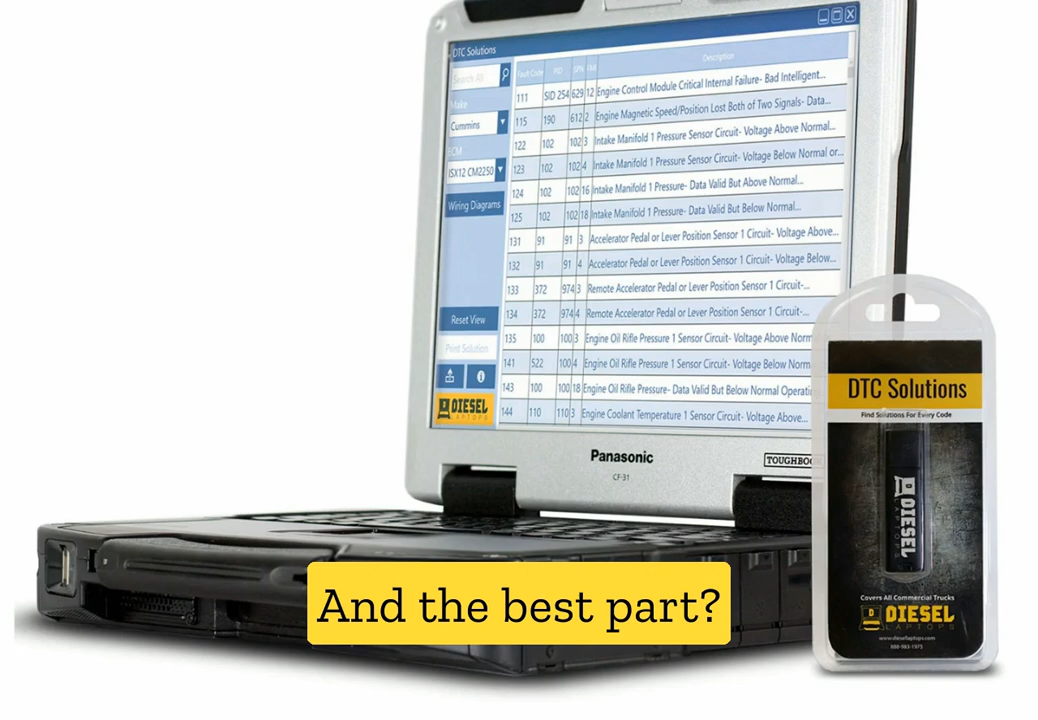 DTC Solutions
Search All
Make
Cummins
ECM
ISX12 CM2250
Wiring Diagrams
Reset View
Print Solution
DIESEL
LAPTOPS
Fault Code PID SPN FMI Description
111 SID 254 629 12 Engine Control Module Critical Internal Failure- Bad Intelligent...
115 190 612 2 Engine Magnetic Speed/Position Lost Both of Two Signals- Data...
122 102 102 3 Intake Manifold 1 Pressure Sensor Circuit- Voltage Above Normal...
123 102 102 4 Intake Manifold 1 Pressure Sensor Circuit- Voltage Below Normal or...
124 102 102 16 Intake Manifold 1 Pressure- Data Valid But Above Normal...
125 102 102 18 Intake Manifold 1 Pressure- Data Valid But Below Normal...
131 91 91 3 Accelerator Pedal or Lever Position Sensor 1 Circuit- Voltage Above...
132 91 91 4 Accelerator Pedal or Lever Position Sensor 1 Circuit- Voltage Below...
133 372 974 3 Remote Accelerator Pedal or Lever Position Sensor 1 Circuit-...
134 372 974 4 Remote Accelerator Pedal or Lever Position Sensor 1 Circuit-...
135 100 100 3 Engine Oil Rifle Pressure 1 Sensor Circuit- Voltage Above Norm
141 522 100 4 Engine Oil Rifle Pressure 1 Sensor Circuit- Voltage Below Norm
143 100 100 18 Engine Oil Rifle Pressure- Data Valid But Below Normal Operati
144 110 110 3 Engine Coolant Temperature 1 Sensor Circuit- Voltage Above...
Panasonic
TOUGHBOOK
CF-31
DTC Solutions
Find Solutions For Every Code
DIESEL
LAPTOPS
Covers All Commercial Trucks
DIESEL
LAPTOPS
www.diesellaptops.com
888-983-1975
And the best part?